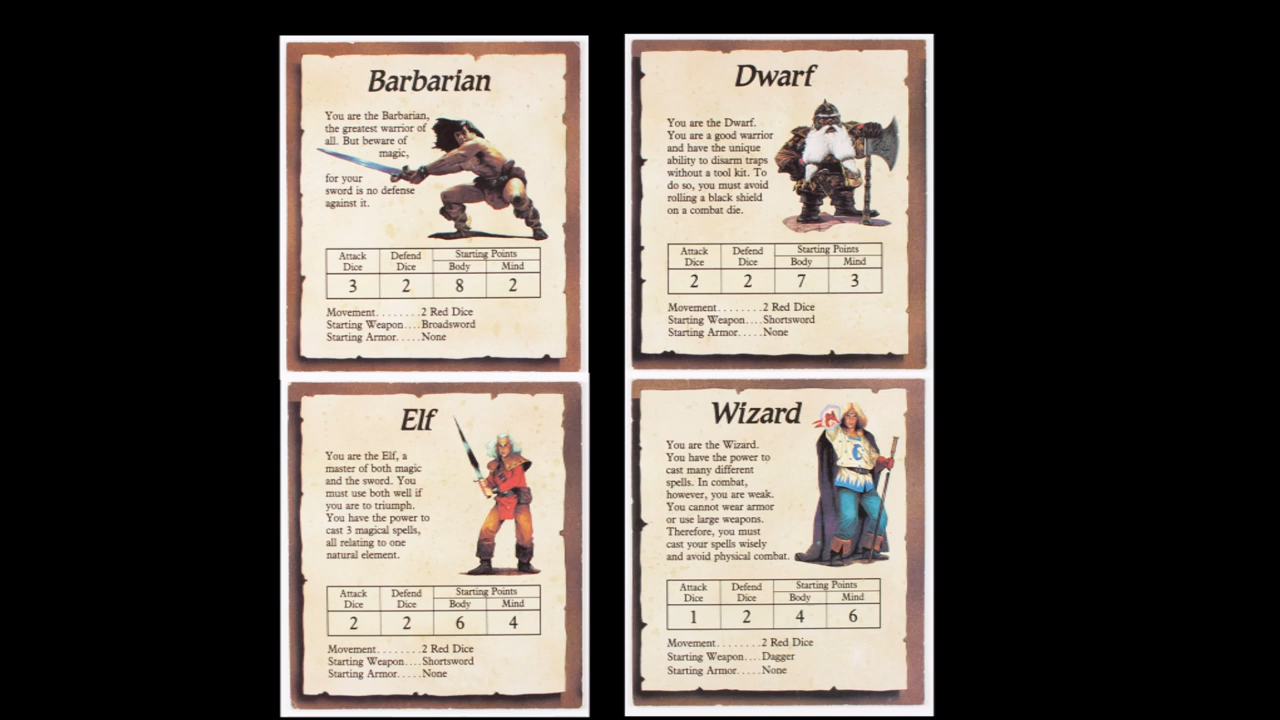 Barbarian
You are the Barbarian,
the greatest warrior of
all. But beware of
magic,
for your
sword is no defense
against it.
Attack Dice Defend Dice Starting Points
Body Mind
3 2 8 2
Movement........2 Red Dice
Starting Weapon....Broadsword
Starting Armor.....None
Dwarf
You are the Dwarf.
You are a good warrior
and have the unique
ability to disarm traps
without a tool kit. To
do so, you must avoid
rolling a black shield
on a combat die.
Attack Dice Defend Dice Starting Points
Body Mind
2 2 7 3
Movement........2 Red Dice
Starting Weapon....Shortsword
Starting Armor.....None
Elf
You are the Elf, a
master of both magic
and the sword. You
must use both well if
you are to triumph.
You have the power to
cast 3 magical spells,
all relating to one
natural element.
Attack Dice Defend Dice Starting Points
Body Mind
2 2 6 4
Movement........2 Red Dice
Starting Weapon....Shortsword
Starting Armor.....None
Wizard
You are the Wizard.
You have the power to
cast many different
spells. In combat,
however, you are weak.
You cannot wear armor
or use large weapons.
Therefore, you must
cast your spells wisely
and avoid physical combat.
Attack Dice Defend Dice Starting Points
Body Mind
1 2 4 6
Movement........2 Red Dice
Starting Weapon....Dagger
Starting Armor.....None